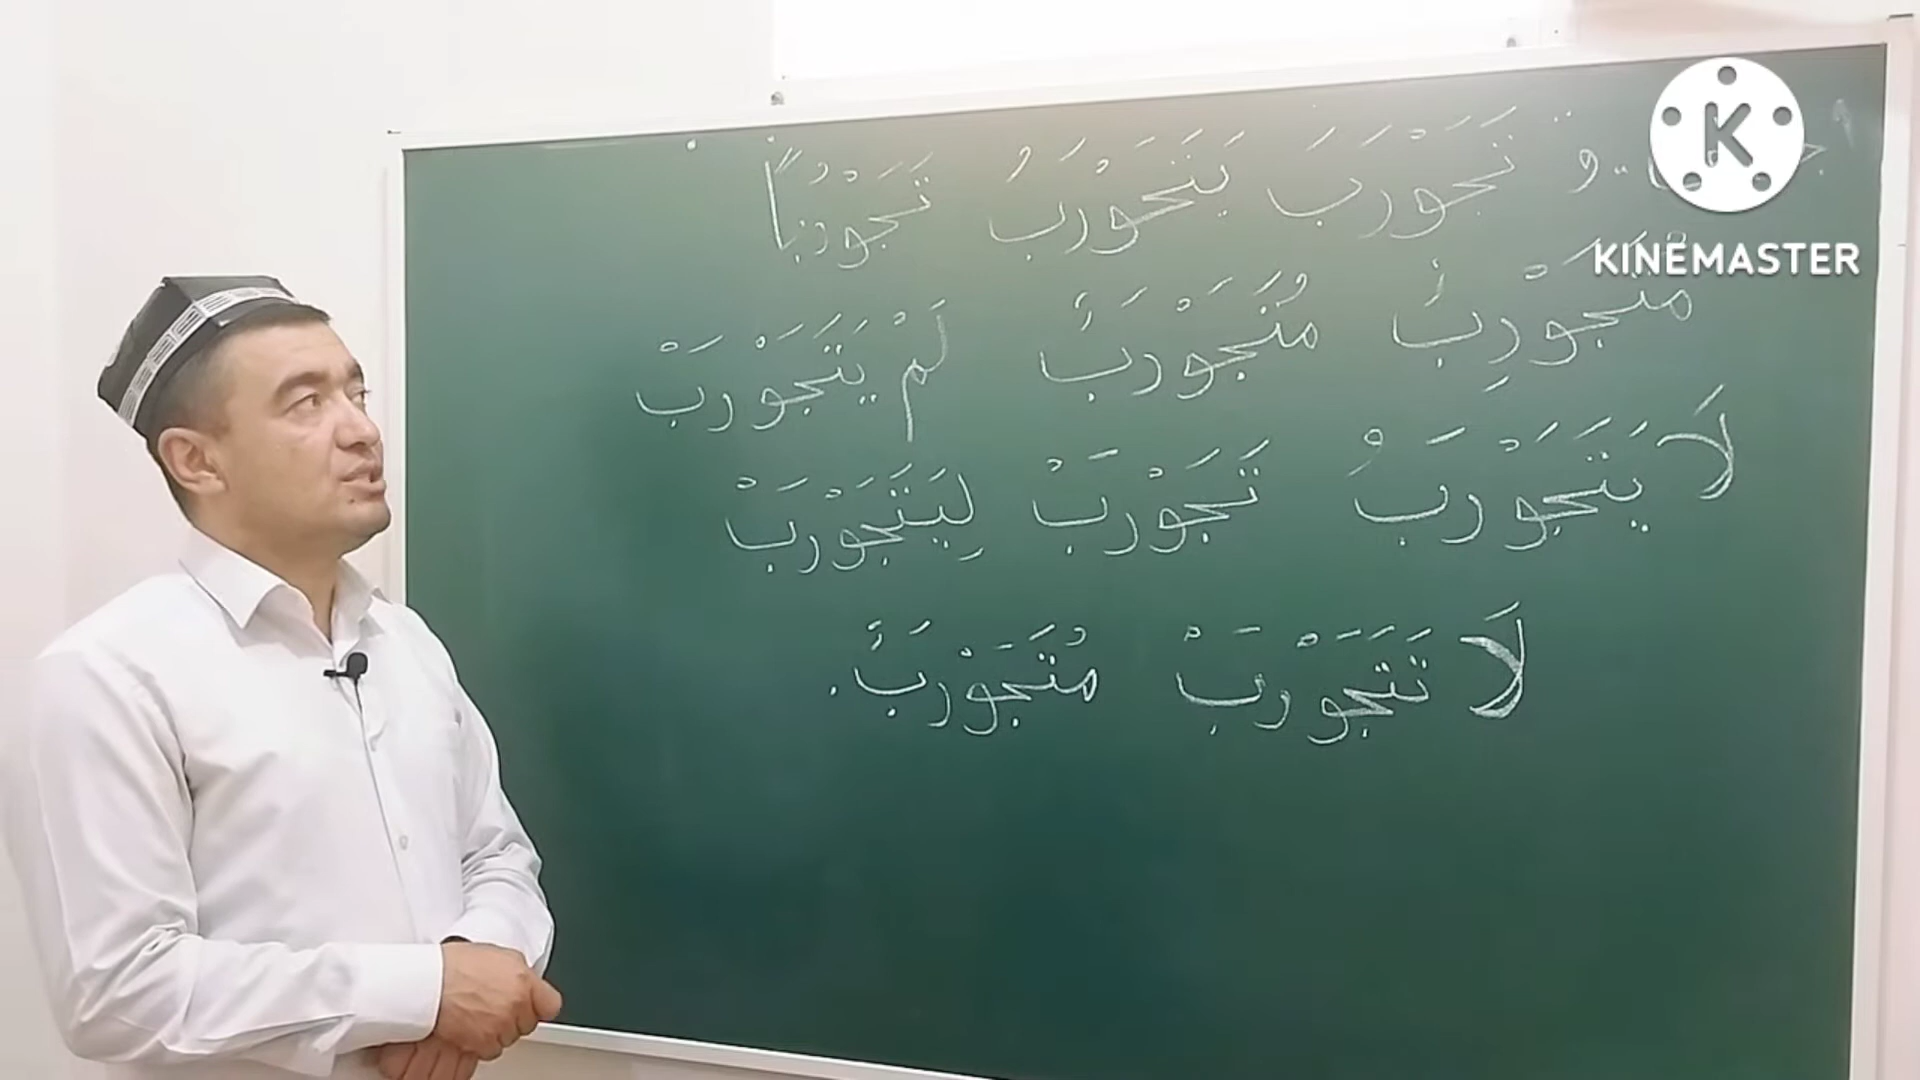 تَجَوْرَبَ يَتَجَوْرَبُ تَجَوْرُبًا
KINEMASTER
مُتَجَوْرِبٌ مُتَجَوْرَبٌ لَمْ يَتَجَوْرَبْ
لَا يَتَجَوْرَبُ تَجَوْرَبْ لِيَتَجَوْرَبْ
لَا تَتَجَوْرَبْ مُتَجَوْرَبٌ.